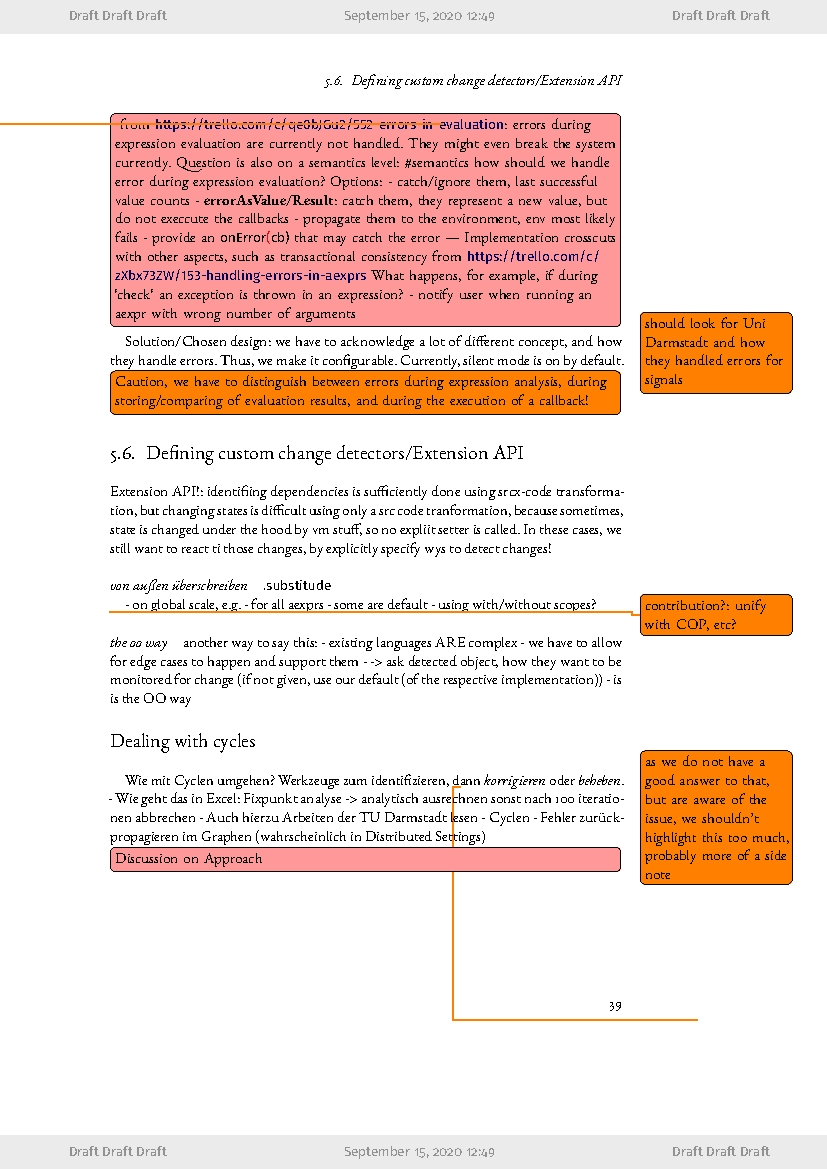 Draft Draft Draft September 15, 2020 12:49 Draft Draft Draft
5.6. Defining custom change detectors/Extension API
from https://trello.com/c/qe0bJGu2/552-errors-in-evaluation: errors during
expression evaluation are currently not handled. They might even break the system
currently. Question is also on a semantics level: #semantics how should we handle
error during expression evaluation? Options: - catch/ignore them, last successful
value counts - errorAsValue/Result: catch them, they represent a new value, but
do not execcute the callbacks - propagate them to the environment, env most likely
fails - provide an onError(cb) that may catch the error — Implementation crosscuts
with other aspects, such as transactional consistency from https://trello.com/c/
zXbx73ZW/153-handling-errors-in-aexprs What happens, for example, if during
'check' an exception is thrown in an expression? - notify user when running an
aexpr with wrong number of arguments
should look for Uni
Darmstadt and how
they handled errors for
signals
Solution/Chosen design: we have to acknowledge a lot of different concept, and how
they handle errors. Thus, we make it configurable. Currently, silent mode is on by default.
Caution, we have to distinguish between errors during expression analysis, during
storing/comparing of evaluation results, and during the execution of a callback!
5.6. Defining custom change detectors/Extension API
Extension API!: identifiing dependencies is sufficiently done using srcx-code transforma-
tion, but changing states is difficult using only a src code tranformation, because sometimes,
state is changed under the hood by vm stuff, so no expliit setter is called. In these cases, we
still want to react ti those changes, by explicitly specify wys to detect changes!
von außen überschreiben .substitude
- on global scale, e.g. - for all aexprs - some are default - using with/without scopes?
contribution?: unify
with COP, etc?
the oo way another way to say this: - existing languages ARE complex - we have to allow
for edge cases to happen and support them - -> ask detected object, how they want to be
monitored for change (if not given, use our default (of the respective implementation)) - is
is the OO way
Dealing with cycles
as we do not have a
good answer to that,
but are aware of the
issue, we shouldn't
highlight this too much,
probably more of a side
note
Wie mit Cyclen umgehen? Werkzeuge zum identifizieren, dann korrigieren oder beheben.
- Wie geht das in Excel: Fixpunktanalyse -> analytisch ausrechnen sonst nach 100 iteratio-
nen abbrechen - Auch hierzu Arbeiten der TU Darmstadt lesen - Cyclen - Fehler zurück-
propagieren im Graphen (wahrscheinlich in Distributed Settings)
Discussion on Approach
39
Draft Draft Draft September 15, 2020 12:49 Draft Draft Draft